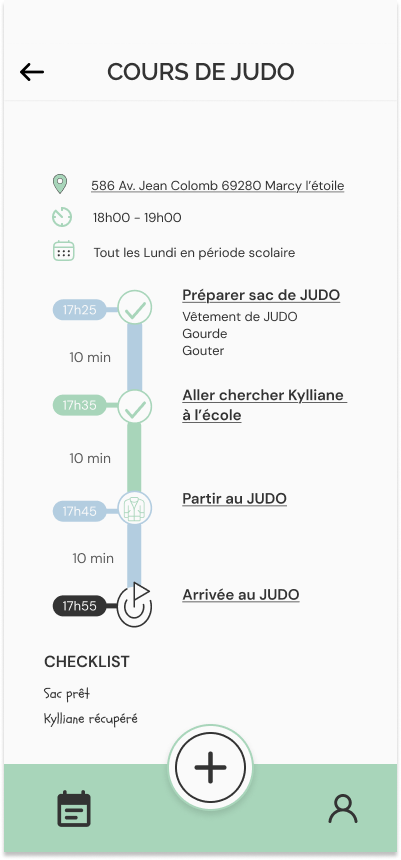 COURS DE JUDO
586 Av. Jean Colomb 69280 Marcy l'étoile
18h00 - 19h00
Tout les Lundi en période scolaire
17h25
Préparer sac de JUDO
Vêtement de JUDO
Gourde
Gouter
10 min
17h35
Aller chercher Kylliane
à l'école
10 min
17h45
Partir au JUDO
10 min
17h55
Arrivée au JUDO
CHECKLIST
Sac prêt
Kylliane récupéré